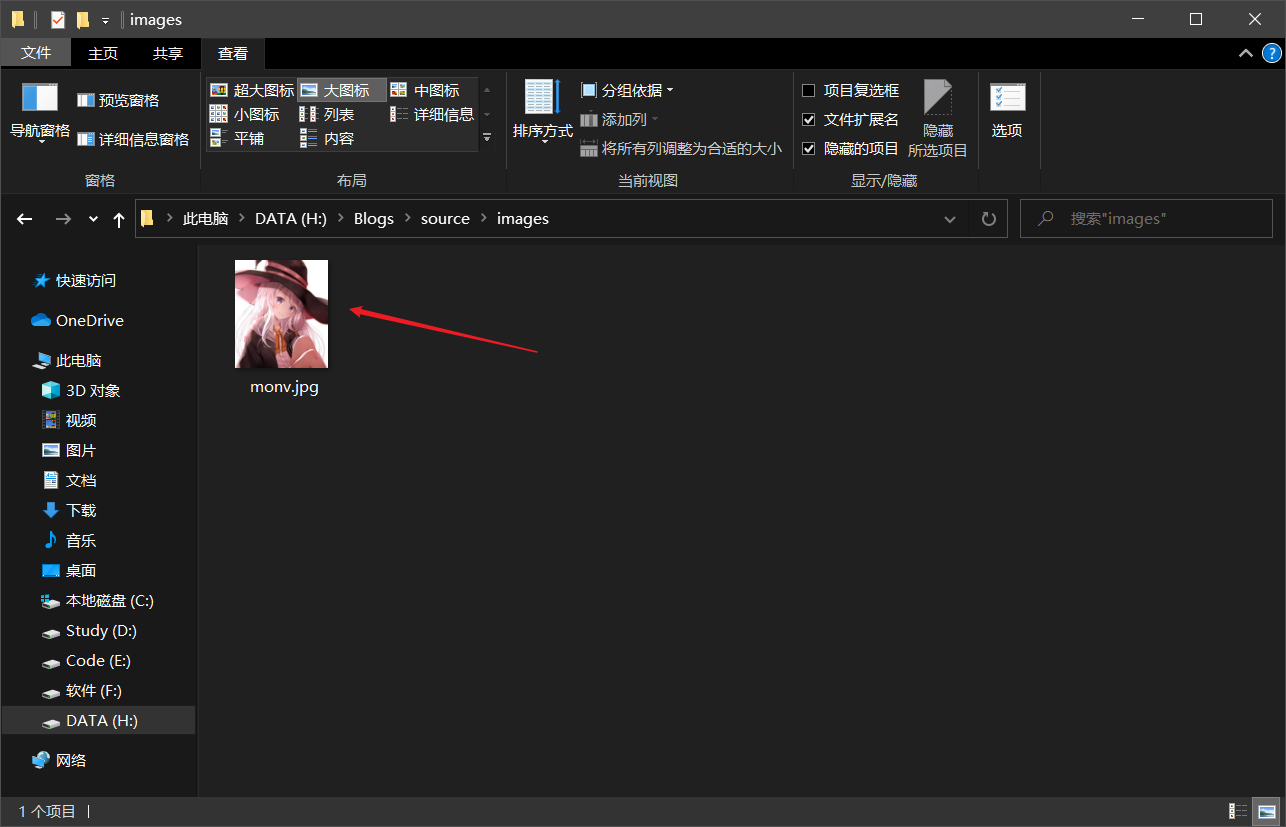 images
文件 主页 共享 查看
导航窗格
预览窗格
详细信息窗格
窗格
超大图标 大图标 中图标
小图标 列表 详细信息
平铺 内容
布局
排序方式
分组依据
添加列
将所有列调整为合适的大小
当前视图
项目复选框
文件扩展名
隐藏的项目
隐藏
所选项目
显示/隐藏
选项
此电脑 DATA (H:) Blogs source images
搜索"images"
快速访问
OneDrive
此电脑
3D 对象
视频
图片
文档
下载
音乐
桌面
本地磁盘 (C:)
Study (D:)
Code (E:)
软件 (F:)
DATA (H:)
网络
monv.jpg
1 个项目